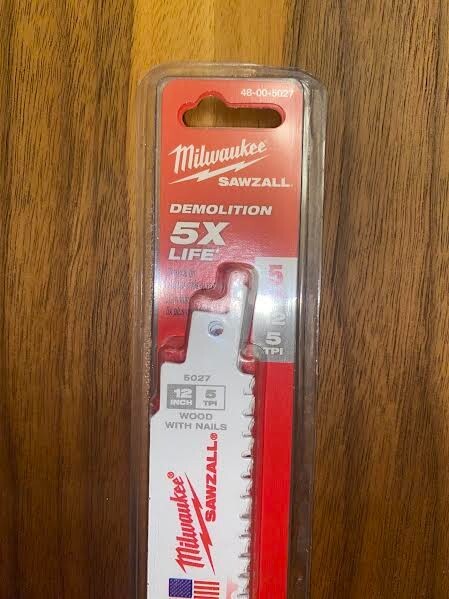 48-00-5027
Milwaukee
SAWZALL
DEMOLITION
5X
LIFE*
5
5
TPI
5027
12 5
INCH TPI
WOOD
WITH NAILS
Milwaukee®
SAWZALL®